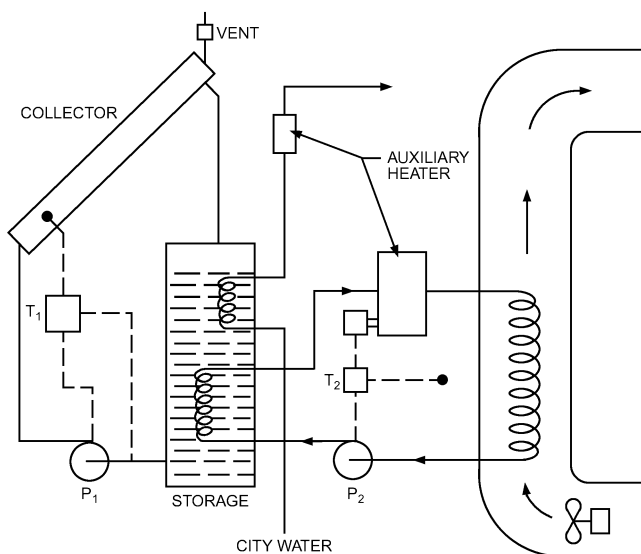 VENT
COLLECTOR
AUXILIARY
HEATER
T1
T2
P1
P2
STORAGE
CITY WATER